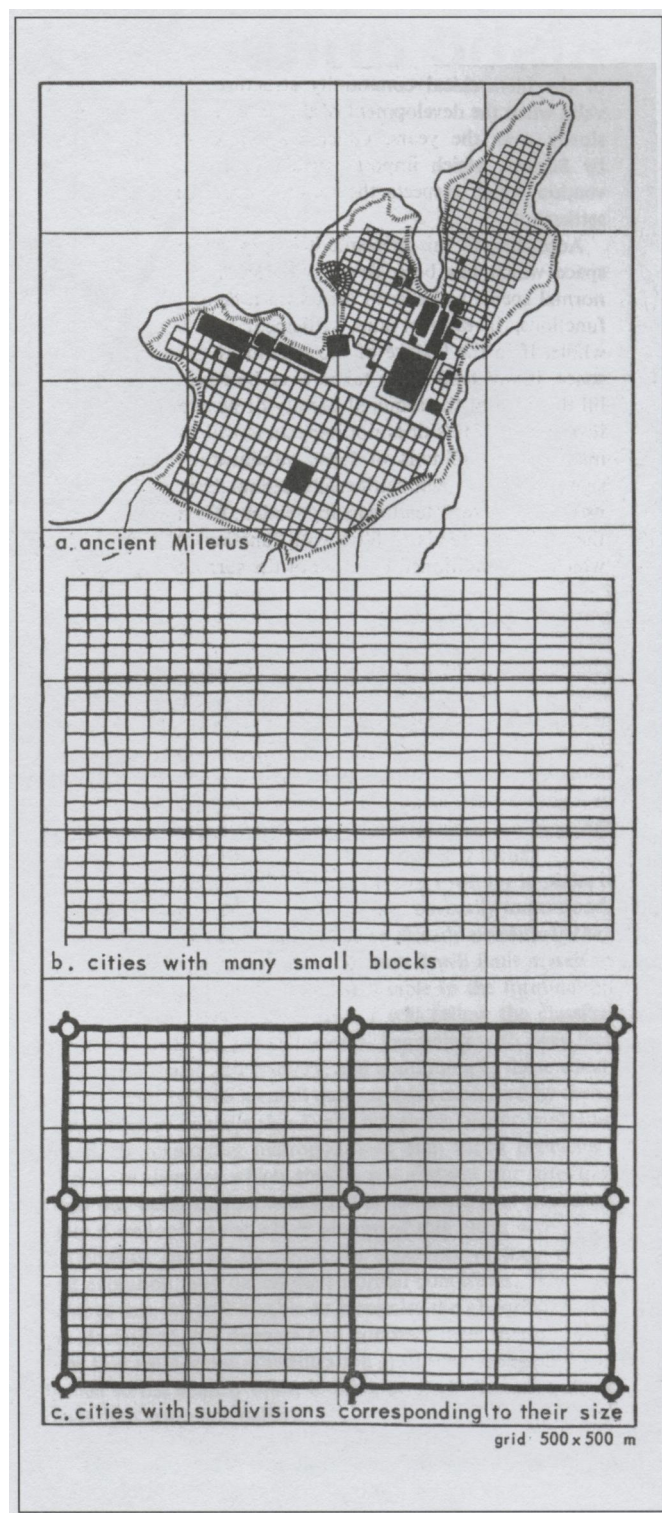 a. ancient Miletus
b. cities with many small blocks
c. cities with subdivisions corresponding to their size
grid 500 x 500 m